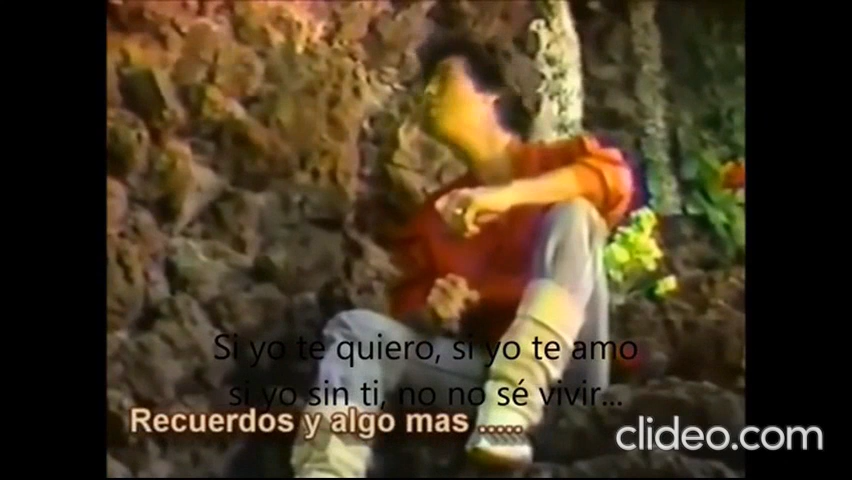 Si yo te quiero, si yo te amo
si yo sin ti, no no sé vivir...
Recuerdos y algo mas .....
clideo.com